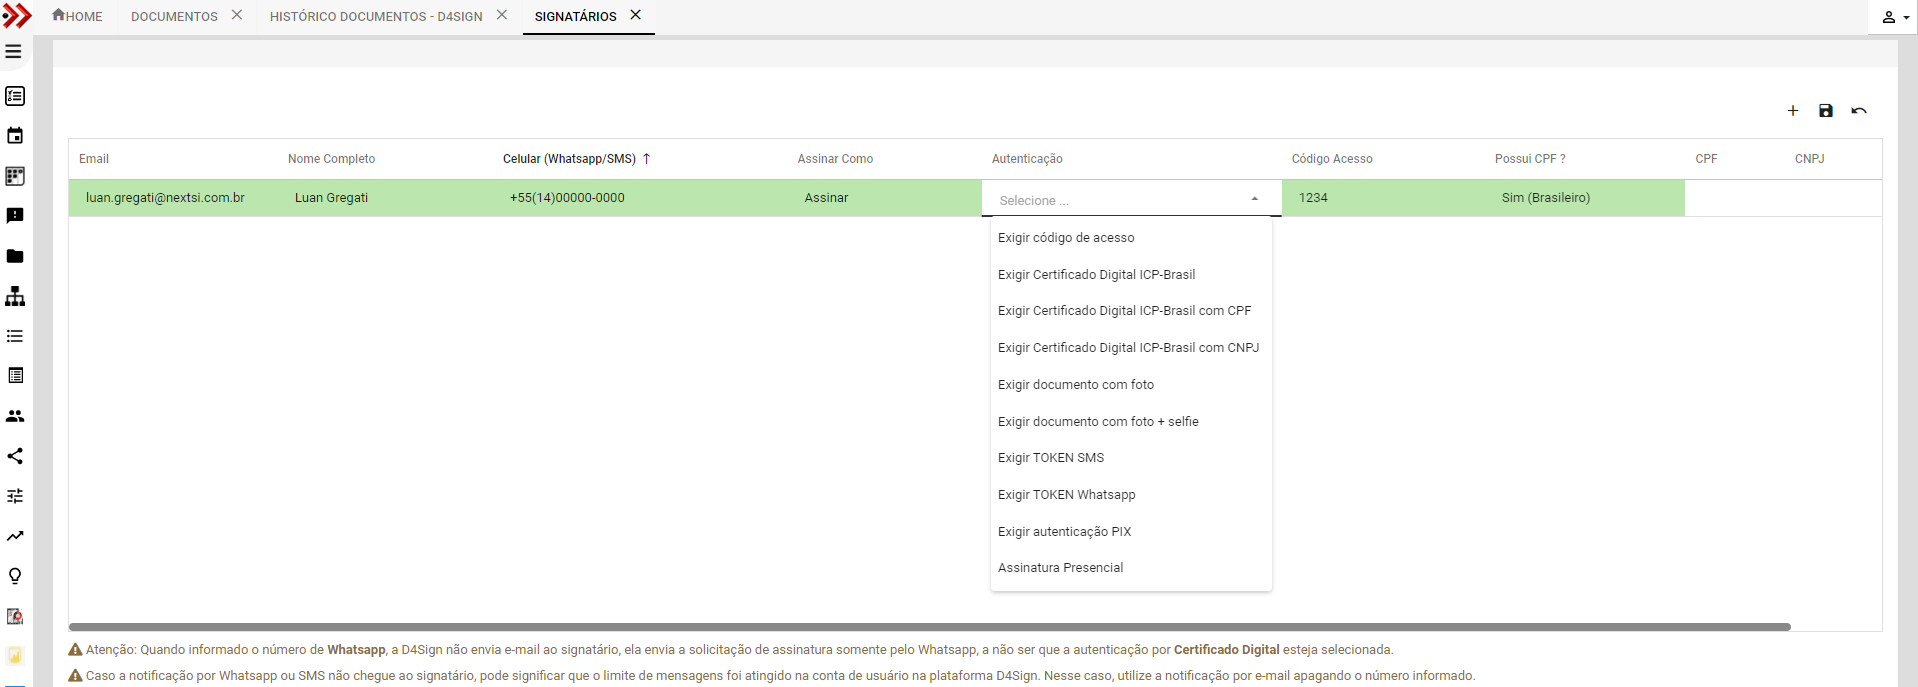 HOME DOCUMENTOS HISTÓRICO DOCUMENTOS - D4SIGN SIGNATÁRIOS
Email Nome Completo Celular (Whatsapp/SMS) Assinar Como Autenticação Código Acesso Possui CPF ? CPF CNPJ
luan.gregati@nextsi.com.br Luan Gregati +55(14)00000-0000 Assinar Selecione ... 1234 Sim (Brasileiro)
Exigir código de acesso
Exigir Certificado Digital ICP-Brasil
Exigir Certificado Digital ICP-Brasil com CPF
Exigir Certificado Digital ICP-Brasil com CNPJ
Exigir documento com foto
Exigir documento com foto + selfie
Exigir TOKEN SMS
Exigir TOKEN Whatsapp
Exigir autenticação PIX
Assinatura Presencial
Atenção: Quando informado o número de Whatsapp, a D4Sign não envia e-mail ao signatário, ela envia a solicitação de assinatura somente pelo Whatsapp, a não ser que a autenticação por Certificado Digital esteja selecionada.
Caso a notificação por Whatsapp ou SMS não chegue ao signatário, pode significar que o limite de mensagens foi atingido na conta de usuário na plataforma D4Sign. Nesse caso, utilize a notificação por e-mail apagando o número informado.